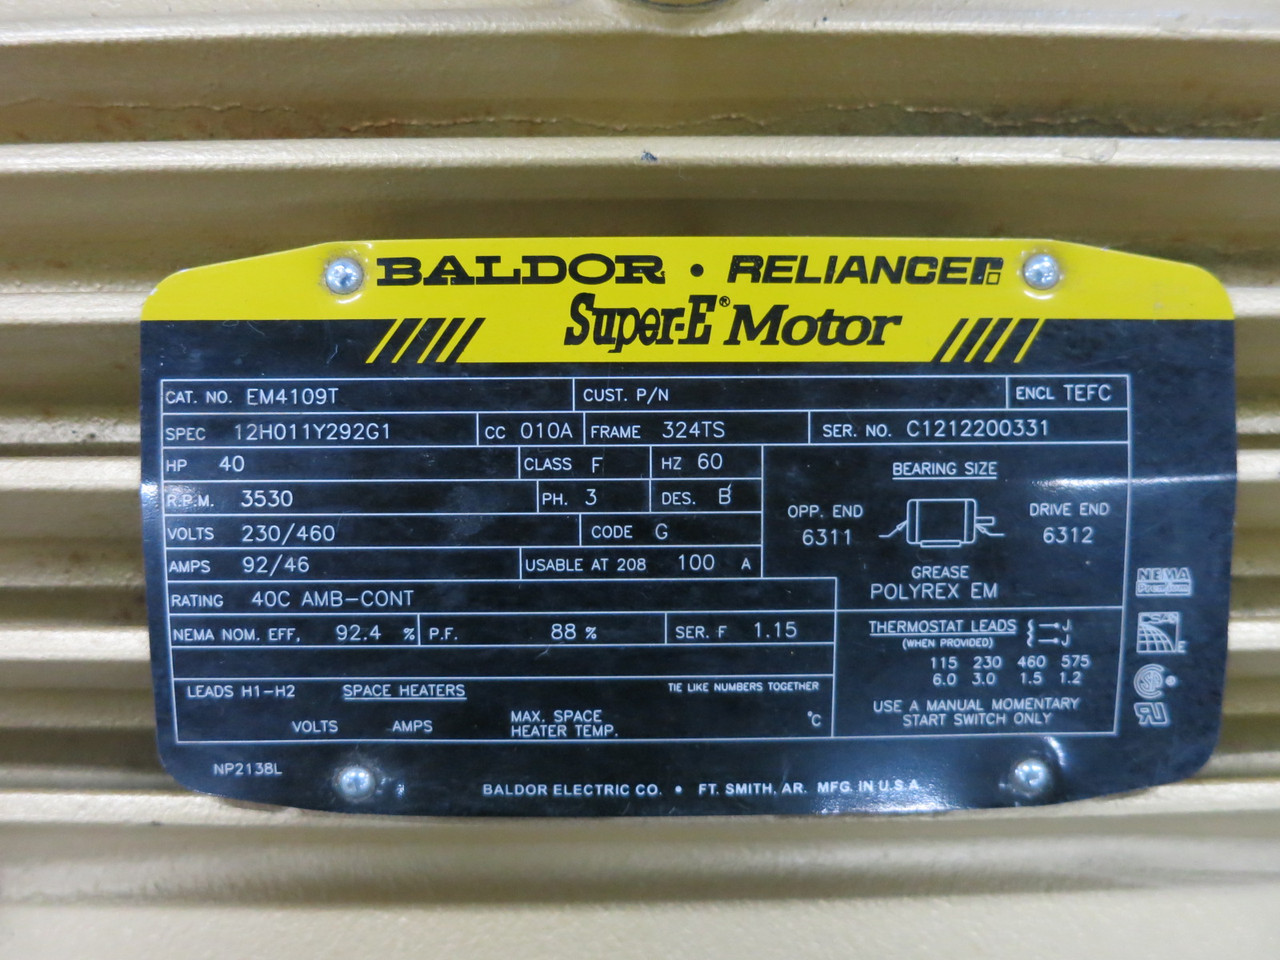 BALDOR • RELIANCER
Super-E® Motor
CAT. NO. EM4109T CUST. P/N ENCL TEFC
SPEC 12H011Y292G1 CC 010A FRAME 324TS SER. NO. C1212200331
HP 40 CLASS F HZ 60
R.P.M. 3530 PH. 3 DES. B
VOLTS 230/460 CODE G
AMPS 92/46 USABLE AT 208 100 A
RATING 40C AMB-CONT
NEMA NOM. EFF. 92.4 % P.F. 88 % SER. F 1.15
LEADS H1-H2 SPACE HEATERS TIE LIKE NUMBERS TOGETHER
VOLTS AMPS MAX. SPACE
HEATER TEMP. °C
BEARING SIZE
OPP. END DRIVE END
6311 6312
GREASE
POLYREX EM
THERMOSTAT LEADS J
(WHEN PROVIDED) J
115 230 460 575
6.0 3.0 1.5 1.2
USE A MANUAL MOMENTARY
START SWITCH ONLY
NEMA
Premium
E
NP2138L
BALDOR ELECTRIC CO. • FT. SMITH, AR. MFG. IN U.S.A.